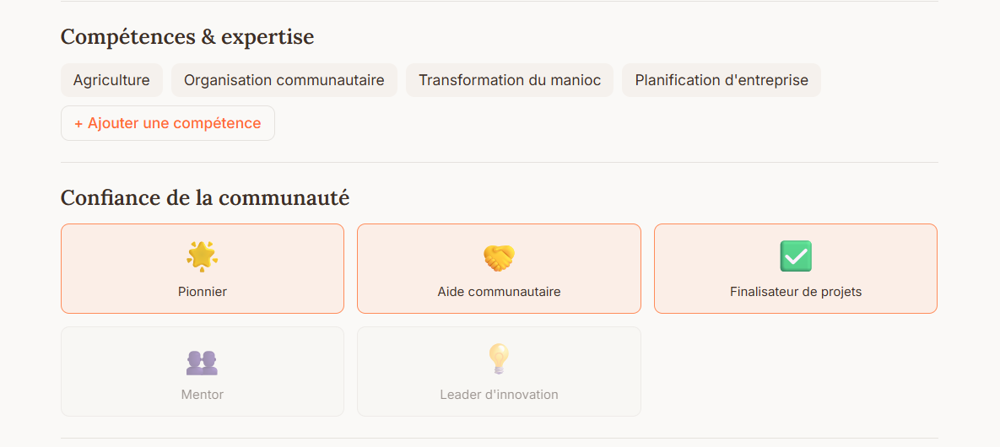 Compétences & expertise
Agriculture
Organisation communautaire
Transformation du manioc
Planification d'entreprise
+ Ajouter une compétence
Confiance de la communauté
Pionnier
Aide communautaire
Finalisateur de projets
Mentor
Leader d'innovation